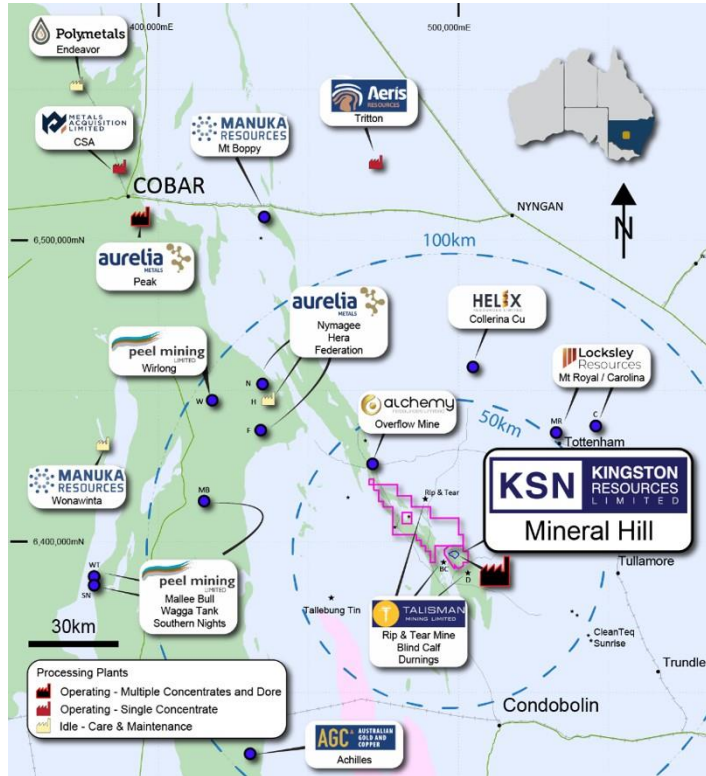 400,000mE
500,000mE
Polymetals
Endeavor
METALS
ACQUISITION
LIMITED
CSA
MANUKA
RESOURCES
Mt Boppy
Aeris
RESOURCES
Tritton
COBAR
NYNGAN
N
6,500,000mN
100km
aurelia
METALS
Peak
aurelia
METALS
Nymagee
Hera
Federation
HELIX
Collerina Cu
peel mining
LIMITED
Wirlong
Locksley
Resources
Mt Royal / Carolina
N
H
W
F
alchemy
Overflow Mine
50km
MR
C
Tottenham
MANUKA
RESOURCES
Wonawinta
MB
Rip & Tear
KSN
KINGSTON
RESOURCES
LIMITED
Mineral Hill
6,400,000mN
BC
D
Tullamore
WT
SN
peel mining
LIMITED
Mallee Bull
Wagga Tank
Southern Nights
Tallebung Tin
TALISMAN
MINING LIMITED
Rip & Tear Mine
Blind Calf
Durnings
CleanTeq
Sunrise
Trundle
30km
Processing Plants
Operating - Multiple Concentrates and Dore
Operating - Single Concentrate
Idle - Care & Maintenance
Condobolin
AGC
AUSTRALIAN
GOLD AND
COPPER
Achilles